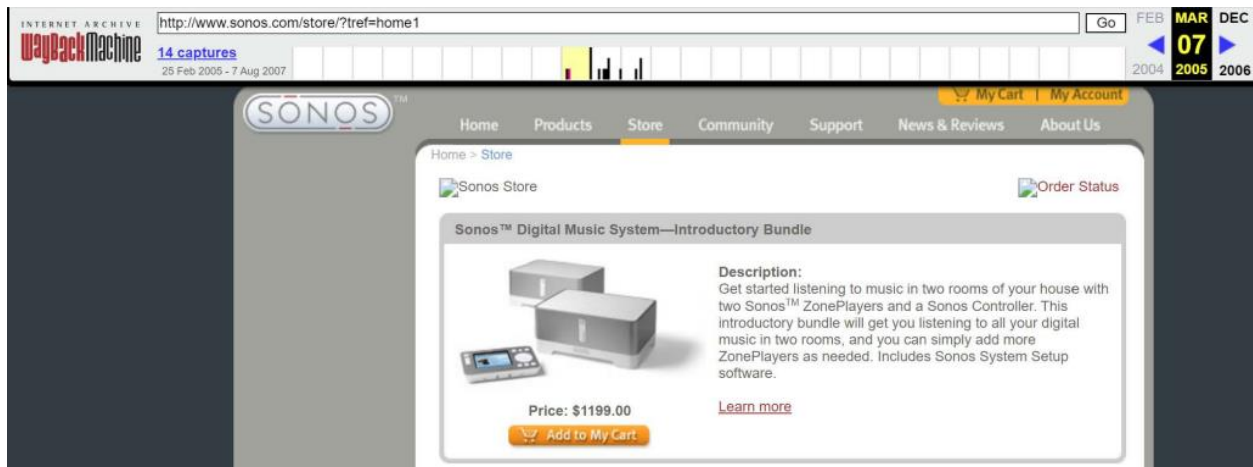 INTERNET ARCHIVE
WayBackMachine
http://www.sonos.com/store/?tref=home1
Go
FEB MAR DEC
14 captures
07
25 Feb 2005 - 7 Aug 2007
2004 2005 2006
SONOS™
My Cart | My Account
Home Products Store Community Support News & Reviews About Us
Home > Store
Sonos Store
Order Status
Sonos™ Digital Music System—Introductory Bundle
Description:
Get started listening to music in two rooms of your house with
two Sonos™ ZonePlayers and a Sonos Controller. This
introductory bundle will get you listening to all your digital
music in two rooms, and you can simply add more
ZonePlayers as needed. Includes Sonos System Setup
software.
Learn more
Price: $1199.00
Add to My Cart